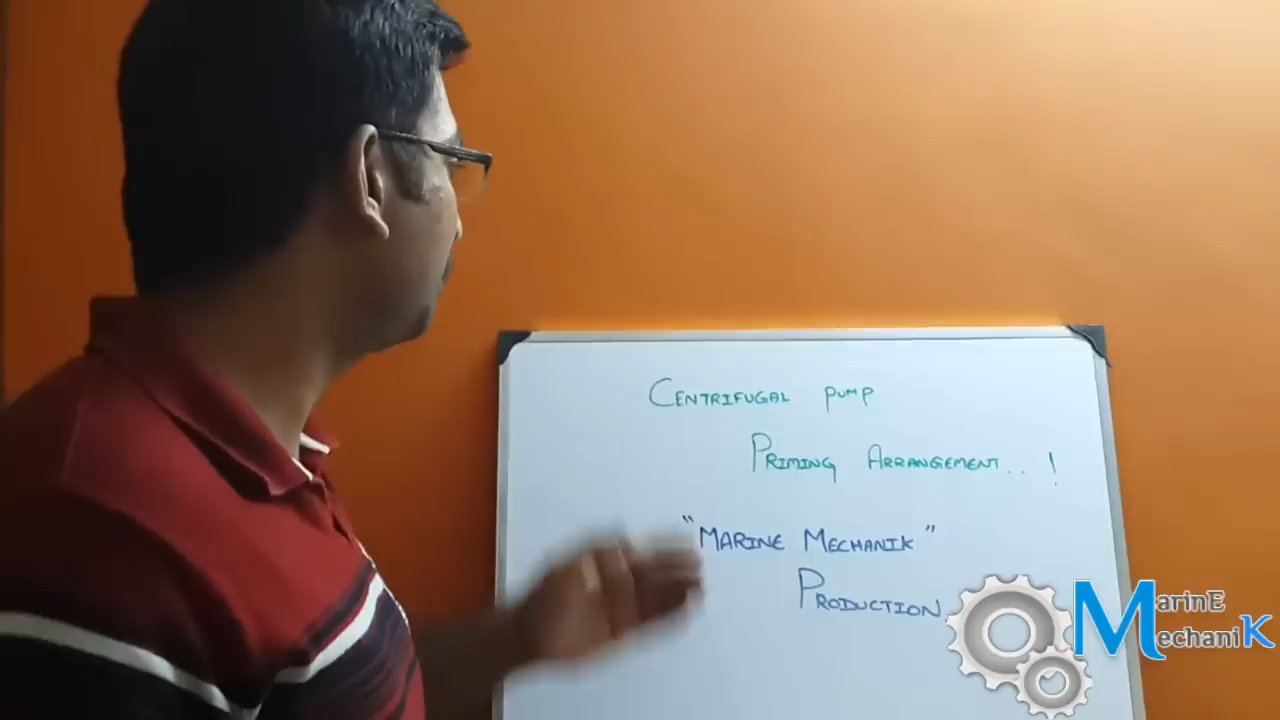 CENTRIFUGAL PUMP
PRIMING ARRANGEMENT.. !
"MARINE MECHANIK"
PRODUCTION
MarinE
MechaniK